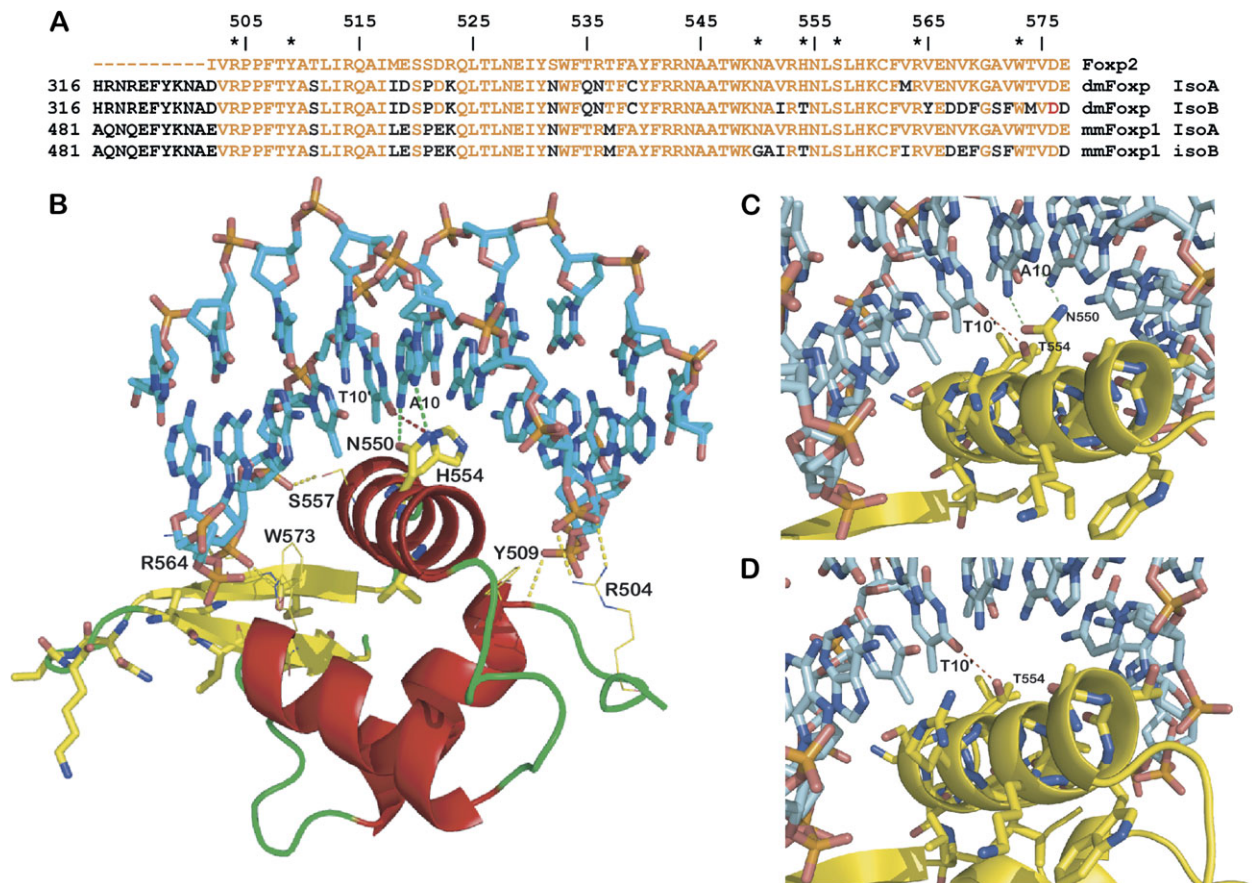 A
505 515 525 535 545 555 565 575
* * * * * * *
----------IVRPPFTYATLIRQAIMESSDRQLTLNEIYSWFTRTFAYFRRNAATWKNAVRHNLSLHKCFVRVENVKGAVWTVDE Foxp2
316 HRNREFYKNADVRPPFTYASLIRQAIIDSPDKQLTLNEIYNWFQNTFCYFRRNAATWKNAVRHNLSLHKCFMRVENVKGAVWTVDE dmFoxp IsoA
316 HRNREFYKNADVRPPFTYASLIRQAIIDSPDKQLTLNEIYNWFQNTFCYFRRNAATWKNAIRTNLSLHKCFVRYEDDFGSFWMVDD dmFoxp IsoB
481 AQNQEFYKNAEVRPPFTYASLIRQAILESPEKQLTLNEIYNWFTRMFAYFRRNAATWKNAVRHNLSLHKCFVRVENVKGAVWTVDE mmFoxp1 IsoA
481 AQNQEFYKNAEVRPPFTYASLIRQAILESPEKQLTLNEIYNWFTRMFAYFRRNAATWKGAIRTNLSLHKCFIRVEDEFGSFWTVDD mmFoxp1 isoB
B
T10'
A10
N550
H554
S557
W573
R564
Y509
R504
C
A10
T10'
N550
T554
D
T10'
T554